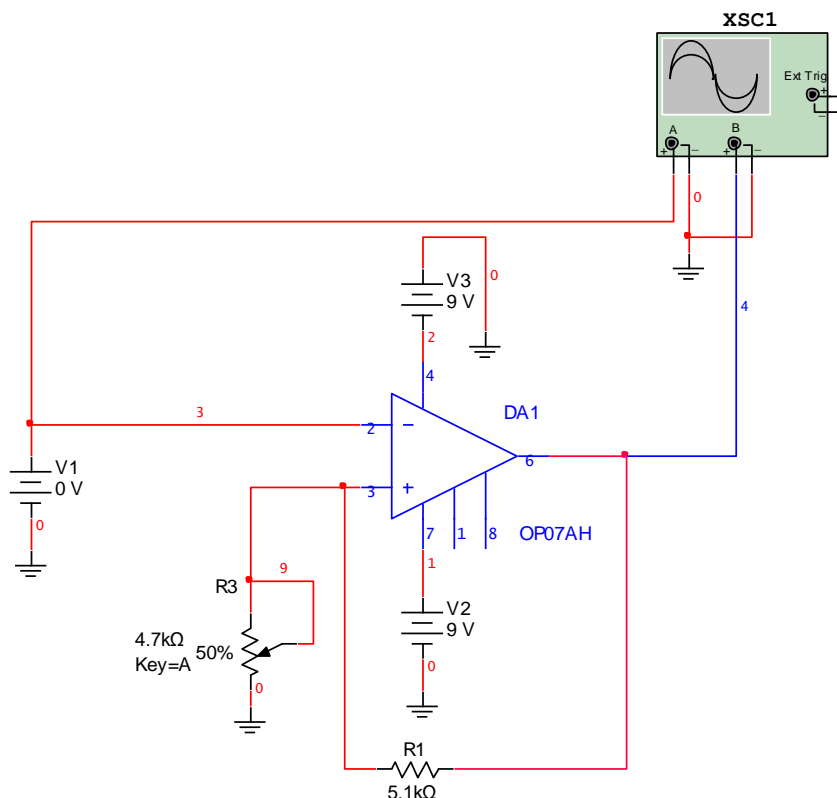 XSC1
Ext Trig
+
−
A
B
+
−
+
−
0
V3
9 V
0
2
4
4
DA1
3
2
−
6
V1
0 V
3
+
7
1
8
OP07AH
0
9
R3
1
V2
9 V
4.7kΩ
50%
Key=A
0
0
R1
5.1kΩ